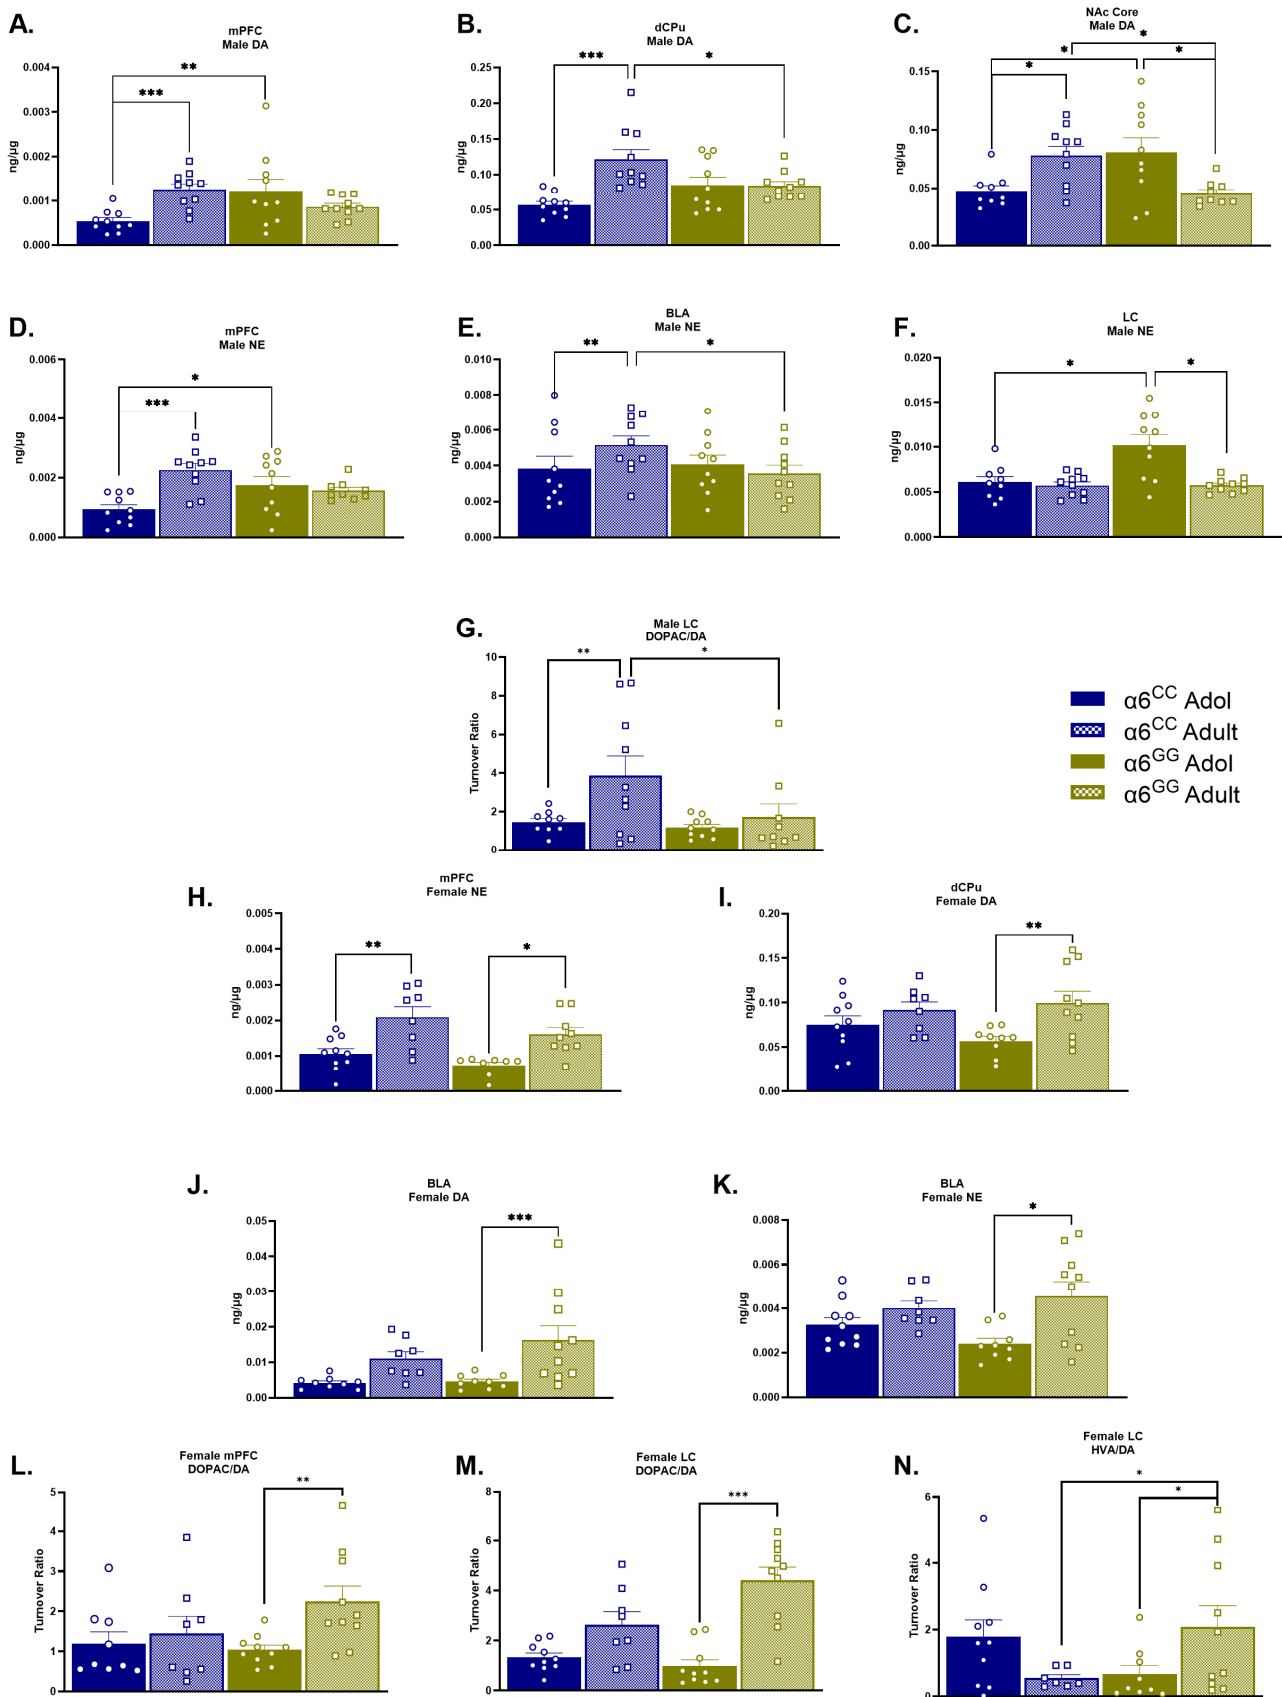 A.
mPFC
Male DA
**
***
0.004
0.003
0.002
0.001
0.000
ng/μg
B.
dCPu
Male DA
***
*
0.25
0.20
0.15
0.10
0.05
0.00
ng/μg
C.
NAc Core
Male DA
*
*
*
*
0.15
0.10
0.05
0.00
ng/μg
D.
mPFC
Male NE
*
***
0.006
0.004
0.002
0.000
ng/μg
E.
BLA
Male NE
**
*
0.010
0.008
0.006
0.004
0.002
0.000
ng/μg
F.
LC
Male NE
*
*
0.020
0.015
0.010
0.005
0.000
ng/μg
G.
Male LC
DOPAC/DA
**
*
10
8
6
4
2
0
Turnover Ratio
α6CC Adol
α6CC Adult
α6GG Adol
α6GG Adult
H.
mPFC
Female NE
**
*
0.005
0.004
0.003
0.002
0.001
0.000
ng/μg
I.
dCPu
Female DA
**
0.20
0.15
0.10
0.05
0.00
ng/μg
J.
BLA
Female DA
***
0.05
0.04
0.03
0.02
0.01
0.00
ng/μg
K.
BLA
Female NE
*
0.008
0.006
0.004
0.002
0.000
ng/μg
L.
Female mPFC
DOPAC/DA
**
5
4
3
2
1
0
Turnover Ratio
M.
Female LC
DOPAC/DA
***
8
6
4
2
0
Turnover Ratio
N.
Female LC
HVA/DA
*
*
6
4
2
0
Turnover Ratio